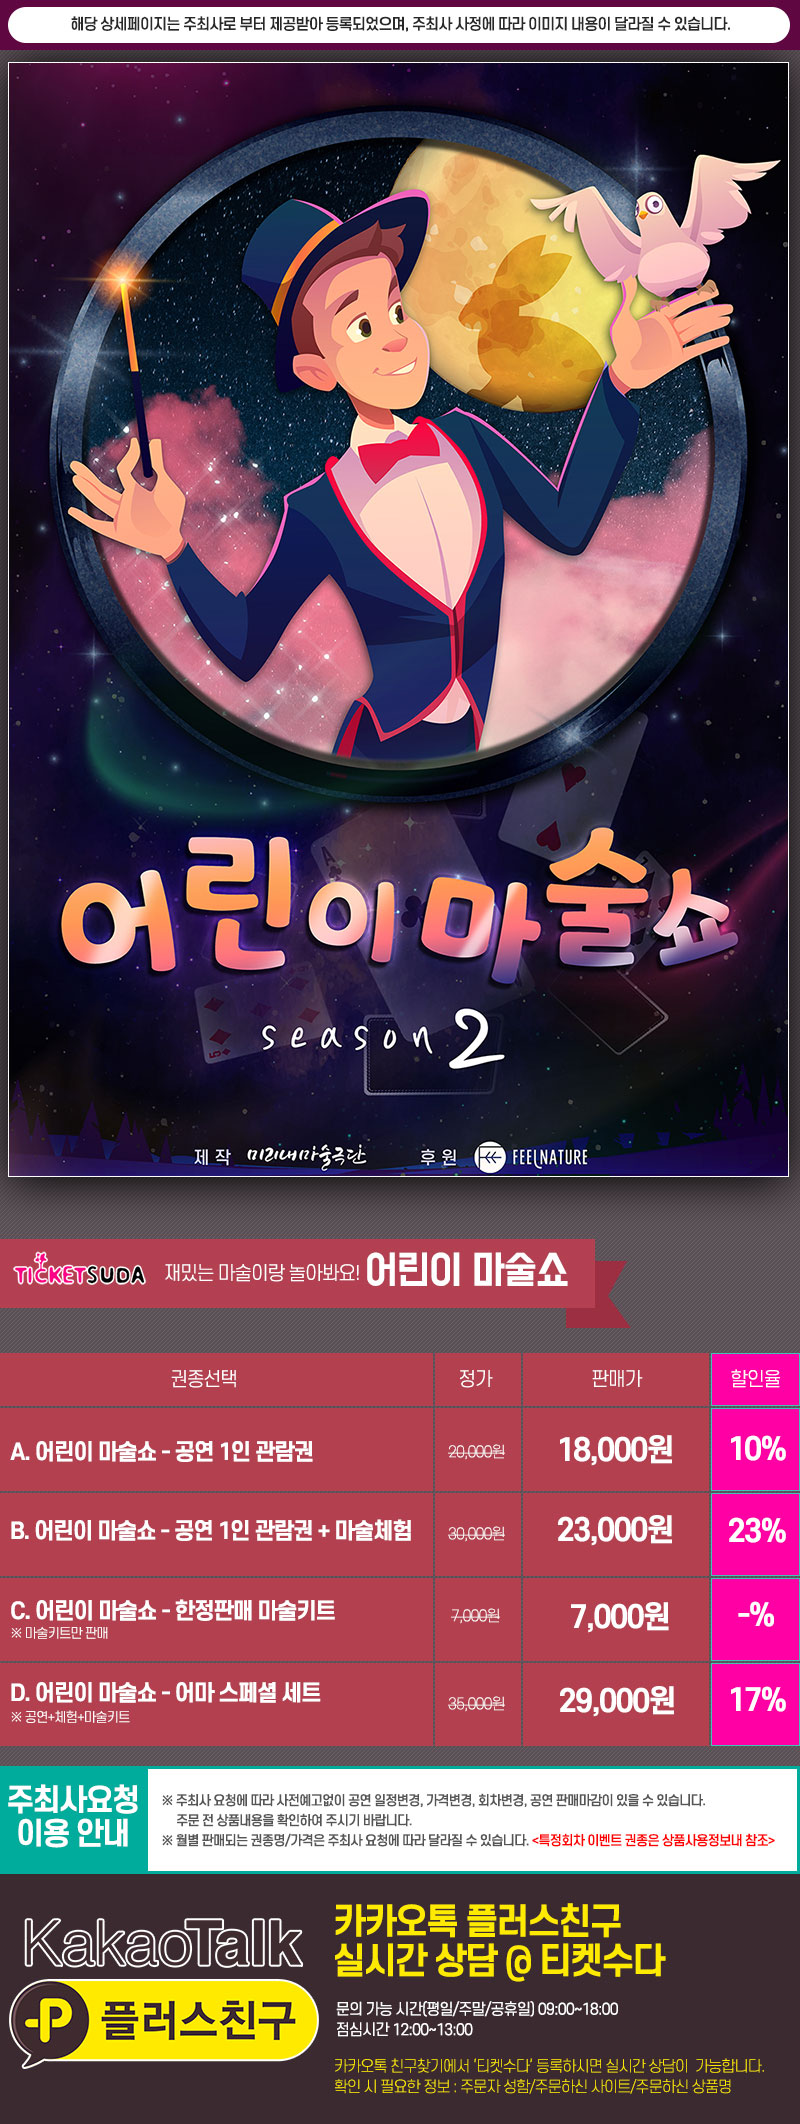 해당 상세페이지는 주최사로 부터 제공받아 등록되었으며, 주최사 사정에 따라 이미지 내용이 달라질 수 있습니다.
어린이마술쇼
season 2
제작 미리내마술극단 후원 FEELNATURE
TICKETSUDA 재밌는 마술이랑 놀아봐요! 어린이 마술쇼
권종선택 정가 판매가 할인율
A. 어린이 마술쇼 - 공연 1인 관람권 20,000원 18,000원 10%
B. 어린이 마술쇼 - 공연 1인 관람권 + 마술체험 30,000원 23,000원 23%
C. 어린이 마술쇼 - 한정판매 마술키트 7,000원 7,000원 -%
※ 마술키트만 판매
D. 어린이 마술쇼 - 어마 스페셜 세트 35,000원 29,000원 17%
※ 공연+체험+마술키트
주최사요청
이용 안내
※ 주최사 요청에 따라 사전예고없이 공연 일정변경, 가격변경, 회차변경, 공연 판매마감이 있을 수 있습니다.
주문 전 상품내용을 확인하여 주시기 바랍니다.
※ 월별 판매되는 권종명/가격은 주최사 요청에 따라 달라질 수 있습니다. <특정회차 이벤트 권종은 상품사용정보내 참조>
KakaoTalk
P 플러스친구
카카오톡 플러스친구
실시간 상담 @ 티켓수다
문의 가능 시간(평일/주말/공휴일) 09:00~18:00
점심시간 12:00~13:00
카카오톡 친구찾기에서 '티켓수다' 등록하시면 실시간 상담이 가능합니다.
확인 시 필요한 정보 : 주문자 성함/주문하신 사이트/주문하신 상품명